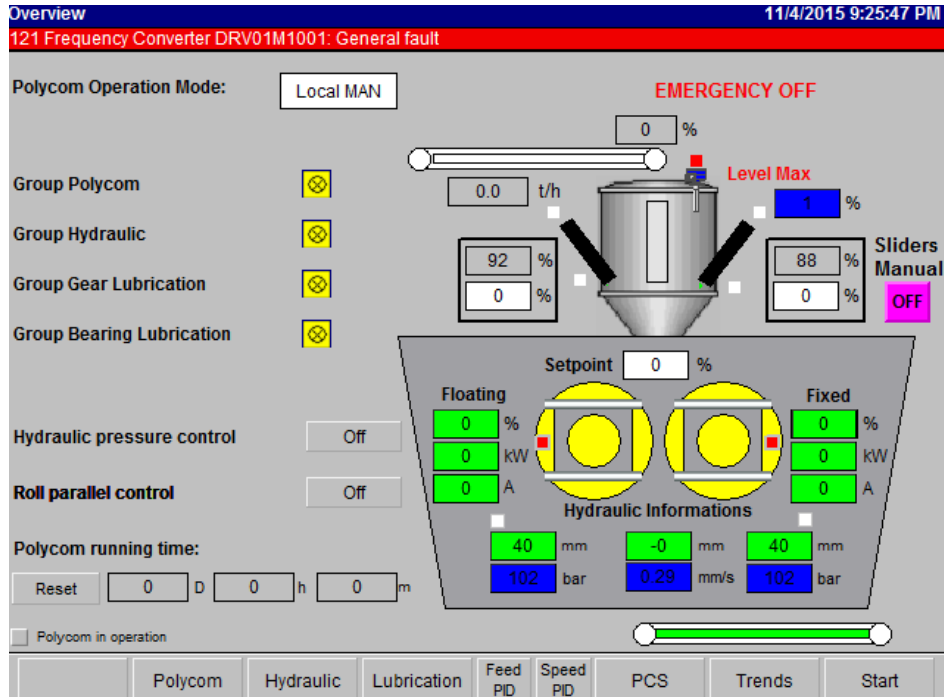 Overview 11/4/2015 9:25:47 PM
121 Frequency Converter DRV01M1001: General fault
Polycom Operation Mode: Local MAN EMERGENCY OFF
0 %
Level Max
Group Polycom 0.0 t/h 1 %
Group Hydraulic
Sliders
Manual
92 % 88 %
Group Gear Lubrication 0 % 0 % OFF
Group Bearing Lubrication
Setpoint 0 %
Floating Fixed
0 % 0 %
Hydraulic pressure control Off 0 kW 0 kW
Roll parallel control Off 0 A 0 A
Hydraulic Informations
Polycom running time: 40 mm -0 mm 40 mm
102 bar 0.29 mm/s 102 bar
Reset 0 D 0 h 0 m
Polycom in operation
Polycom Hydraulic Lubrication Feed PID Speed PID PCS Trends Start